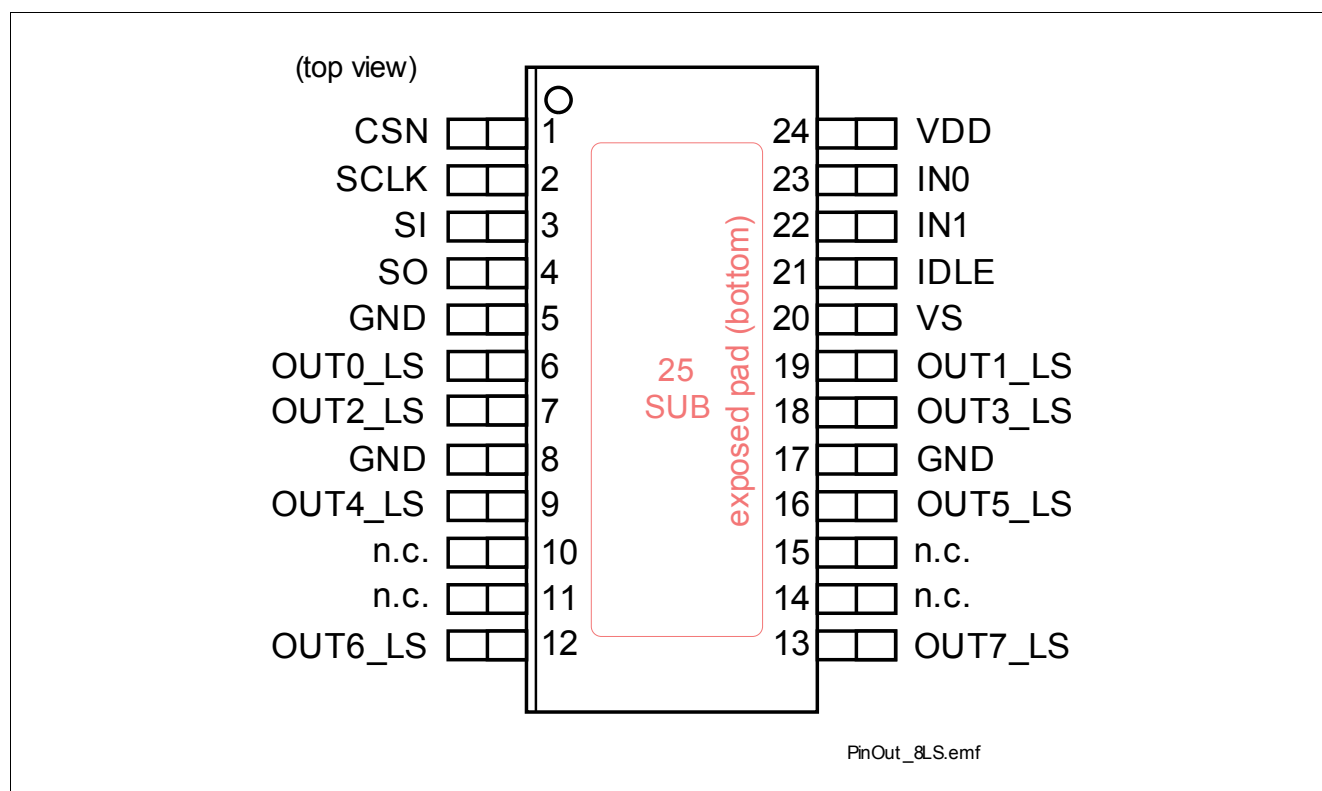 (top view)
CSN 1 24 VDD
SCLK 2 23 IN0
SI 3 22 IN1
SO 4 21 IDLE
GND 5 20 VS
OUT0_LS 6 19 OUT1_LS
OUT2_LS 7 18 OUT3_LS
GND 8 17 GND
OUT4_LS 9 16 OUT5_LS
n.c. 10 15 n.c.
n.c. 11 14 n.c.
OUT6_LS 12 13 OUT7_LS
25
SUB
exposed pad (bottom)
PinOut_8LS.emf